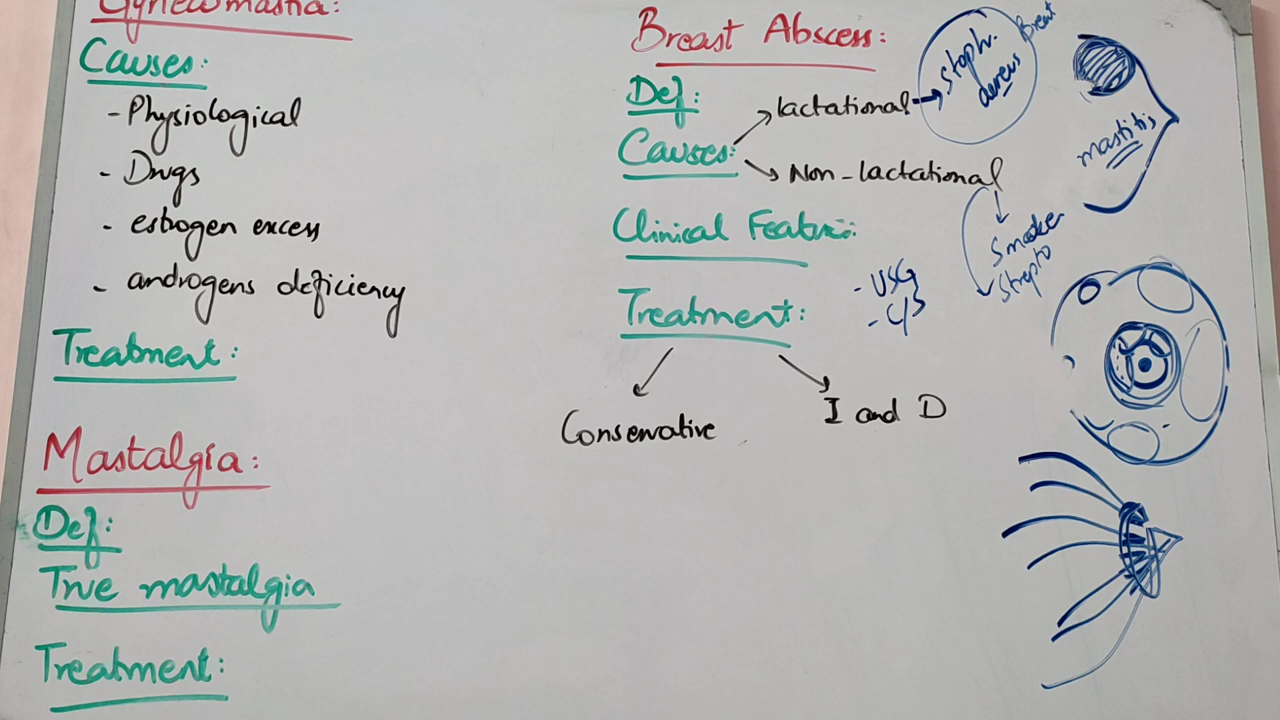 Gynecomastia:
Causes:
- Physiological
- Drugs
- estrogen excess
- androgens deficiency
Treatment:
Mastalgia:
Def:
True mastalgia
Treatment:
Breast Abscess:
Def:
Causes:
lactational
Staph.
aureus
Non-lactational
Smoker
Strepto
Clinical Features:
Treatment:
- USG
- C/S
Conservative
I and D
mastitis